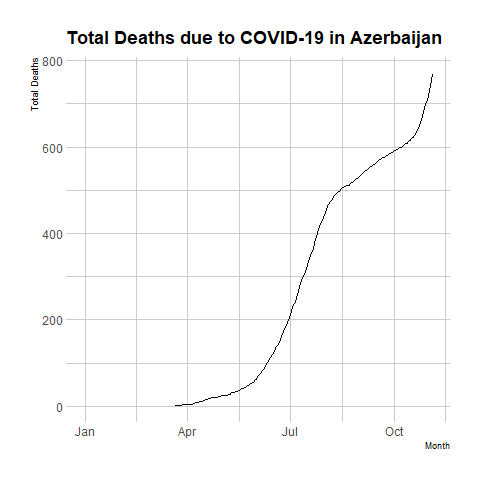 Total Deaths due to COVID-19 in Azerbaijan
Total Deaths
800
600
400
200
0
Jan Apr Jul Oct
Month